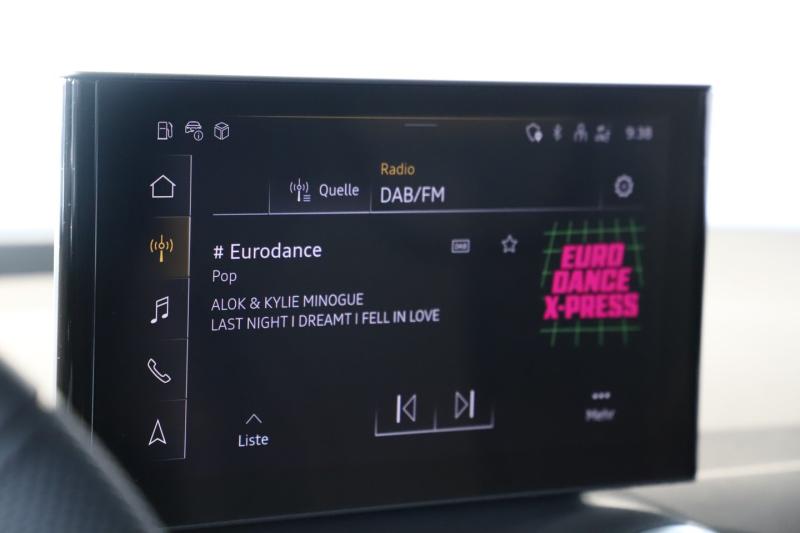 9:38
Radio
Quelle
DAB/FM
# Eurodance
DAB
Pop
ALOK & KYLIE MINOGUE
LAST NIGHT I DREAMT I FELL IN LOVE
EURO
DANCE
X-PRESS
Liste
Mehr